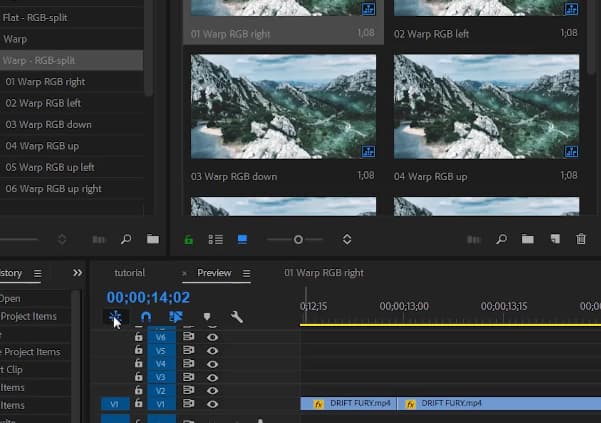 Flat - RGB-split
Warp
Warp - RGB-split
01 Warp RGB right
02 Warp RGB left
03 Warp RGB down
04 Warp RGB up
05 Warp RGB up left
06 Warp RGB up right
01 Warp RGB right 1;08
02 Warp RGB left 1;08
03 Warp RGB down 1;08
04 Warp RGB up 1;08
istory
Open
Project Items
e Project Items
t Clip
Items
Items
tutorial × Preview 01 Warp RGB right
00;00;14;02
0;12,15 00;00;13;00 00;00;13,15 00;00
V6
V5
V4
V3
V2
V1 V1
fx DRIFT FURY.mp4 fx DRIFT FURY.mp4